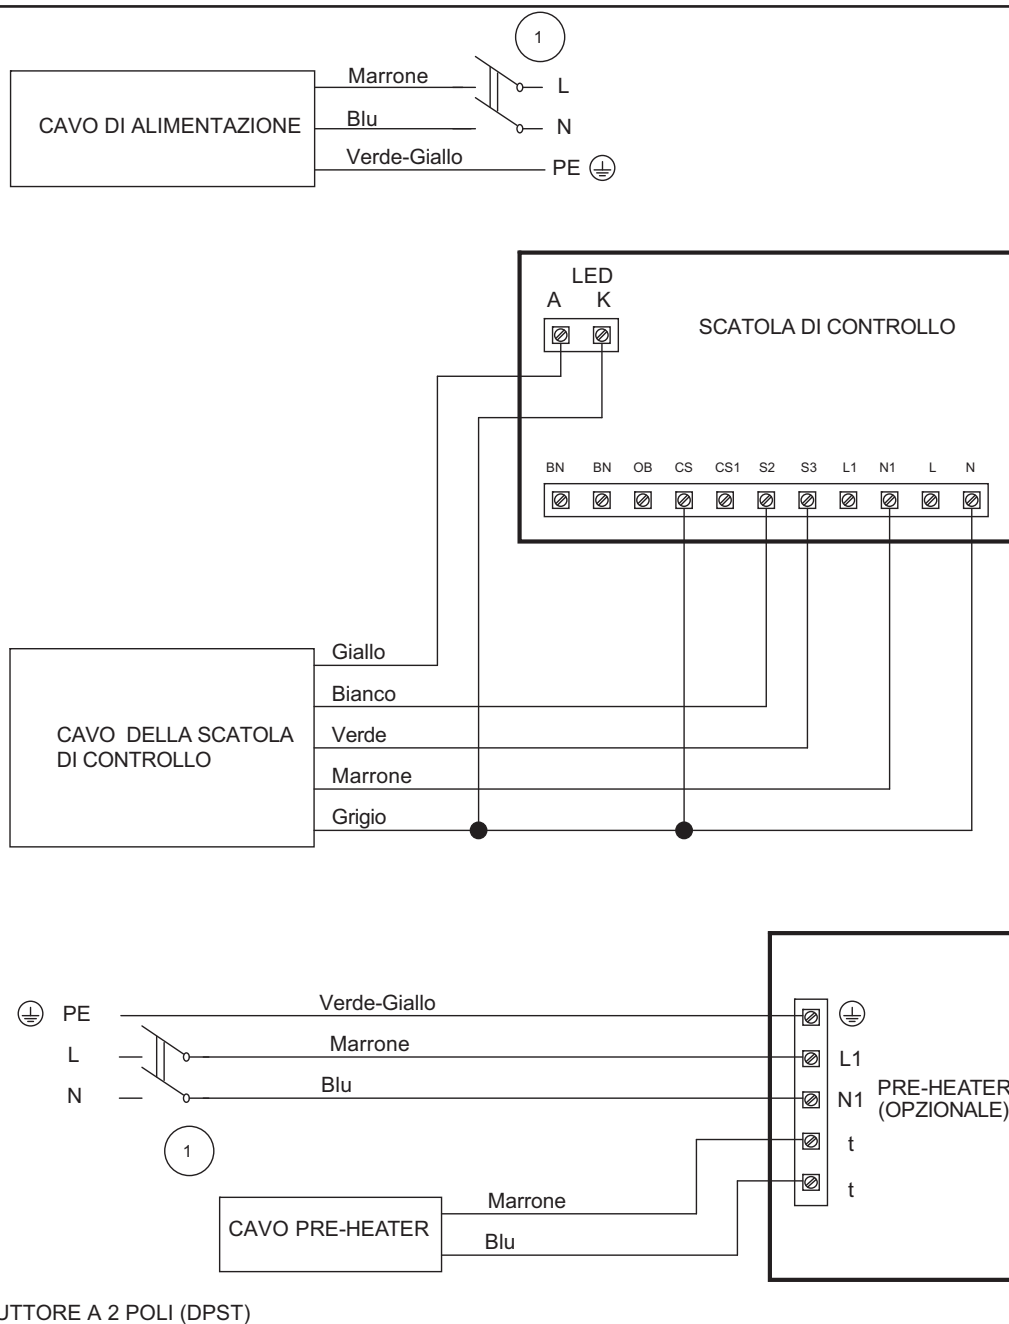 1
Marrone
L
CAVO DI ALIMENTAZIONE
Blu
N
Verde-Giallo
PE
LED
A K
SCATOLA DI CONTROLLO
BN BN OB CS CS1 S2 S3 L1 N1 L N
Giallo
Bianco
CAVO DELLA SCATOLA
DI CONTROLLO
Verde
Marrone
Grigio
PE
Verde-Giallo
L
Marrone
L1
N
Blu
N1
PRE-HEATER
(OPZIONALE)
1
t
t
CAVO PRE-HEATER
Marrone
Blu
UTTORE A 2 POLI (DPST)